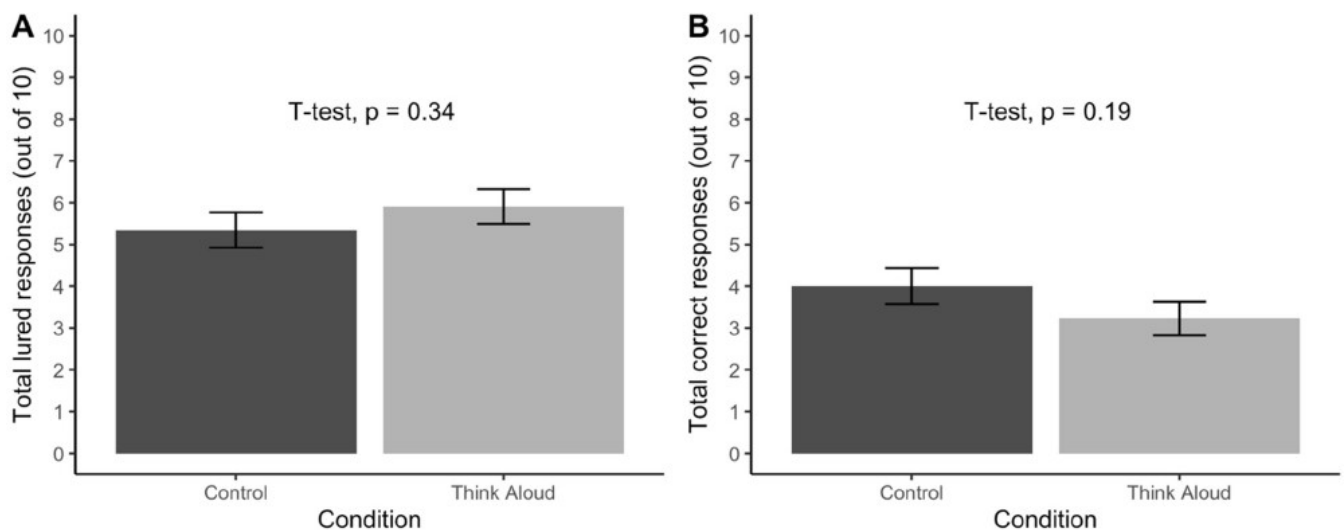 A
Total lured responses (out of 10)
10
9
8
7
6
5
4
3
2
1
0
T-test, p = 0.34
Control
Think Aloud
Condition
B
Total correct responses (out of 10)
10
9
8
7
6
5
4
3
2
1
0
T-test, p = 0.19
Control
Think Aloud
Condition